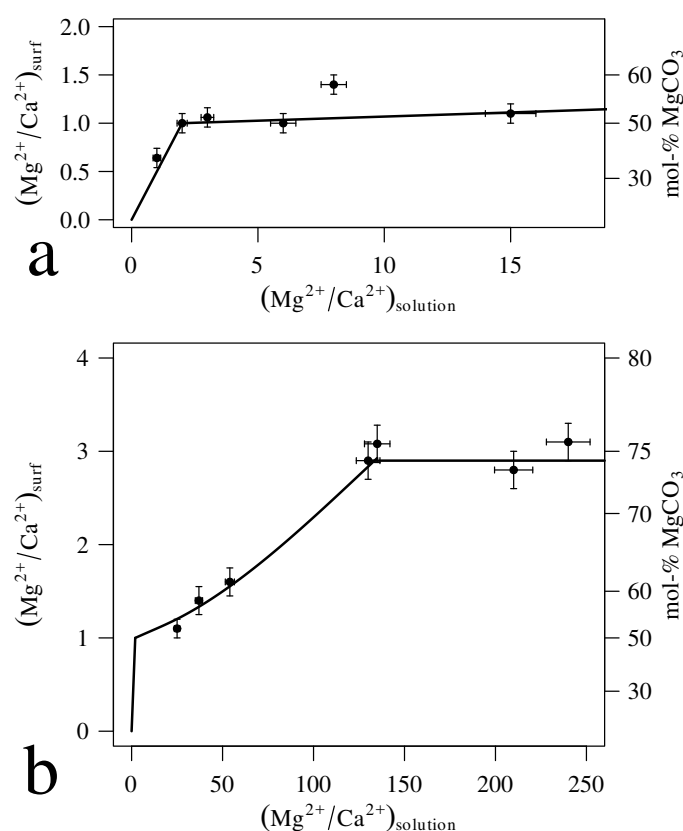 2.0
1.5
1.0
0.5
0.0
(Mg²⁺/Ca²⁺)surf
60
50
30
mol-% MgCO₃
0 5 10 15
(Mg²⁺/Ca²⁺)solution
a
4
3
2
1
0
(Mg²⁺/Ca²⁺)surf
80
75
70
60
50
30
mol-% MgCO₃
0 50 100 150 200 250
(Mg²⁺/Ca²⁺)solution
b